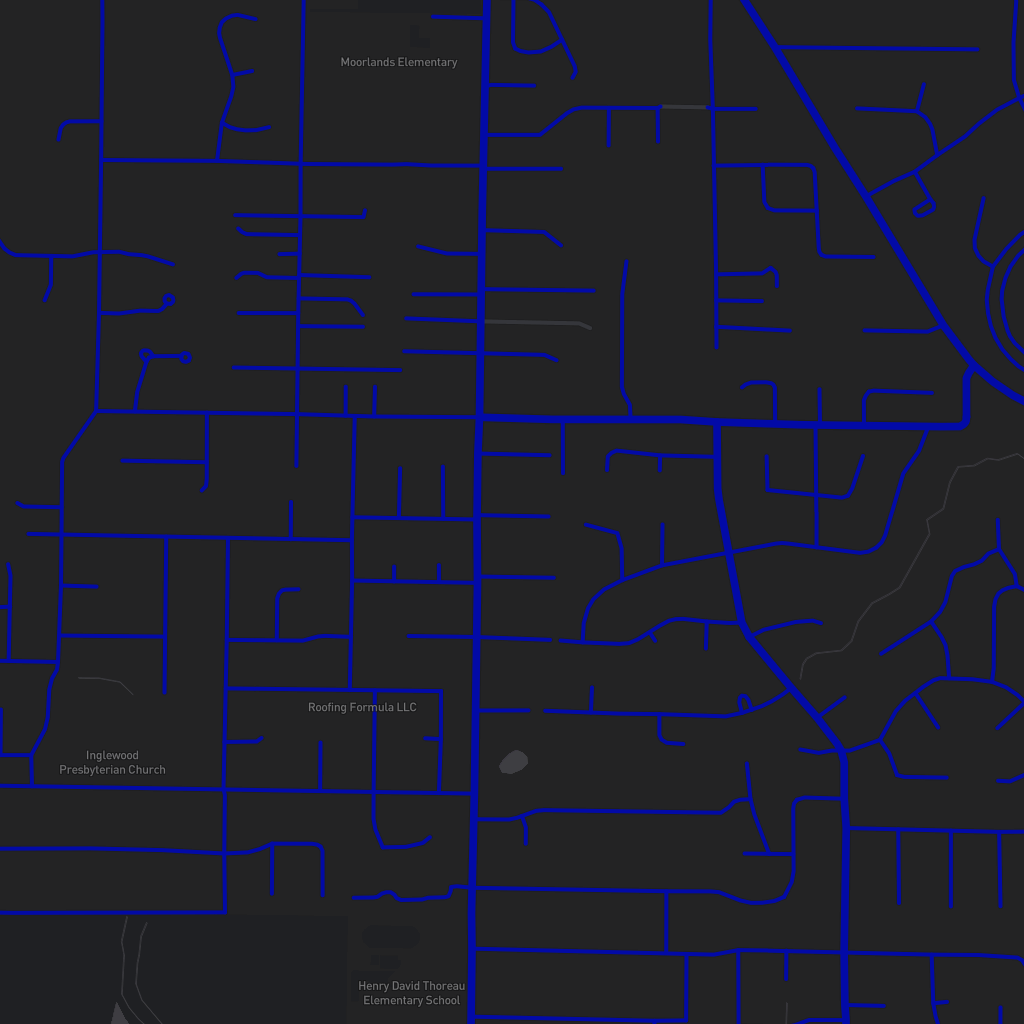 Moorlands Elementary
Roofing Formula LLC
Inglewood
Presbyterian Church
Henry David Thoreau
Elementary School